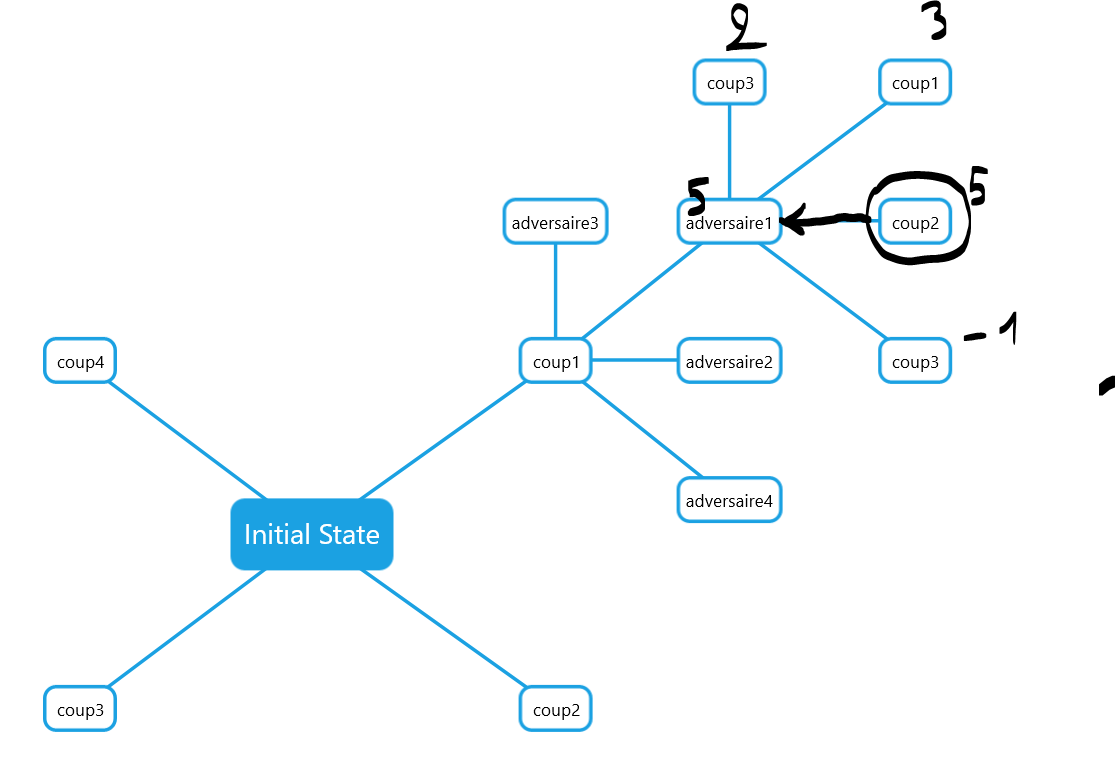 2
3
coup3
coup1
5
5
adversaire3
adversaire1
coup2
coup4
coup1
adversaire2
coup3
-1
adversaire4
Initial State
coup3
coup2